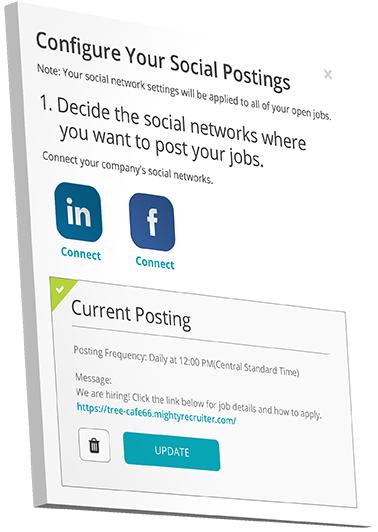 Configure Your Social Postings
x
Note: Your social network settings will be applied to all of your open jobs.
1. Decide the social networks where
you want to post your jobs.
Connect your company's social networks.
in
f
Connect
Connect
Current Posting
Posting Frequency: Daily at 12:00 PM(Central Standard Time)
Message:
We are hiring! Click the link below for job details and how to apply.
https://tree-cafe66.mightyrecruiter.com/
UPDATE